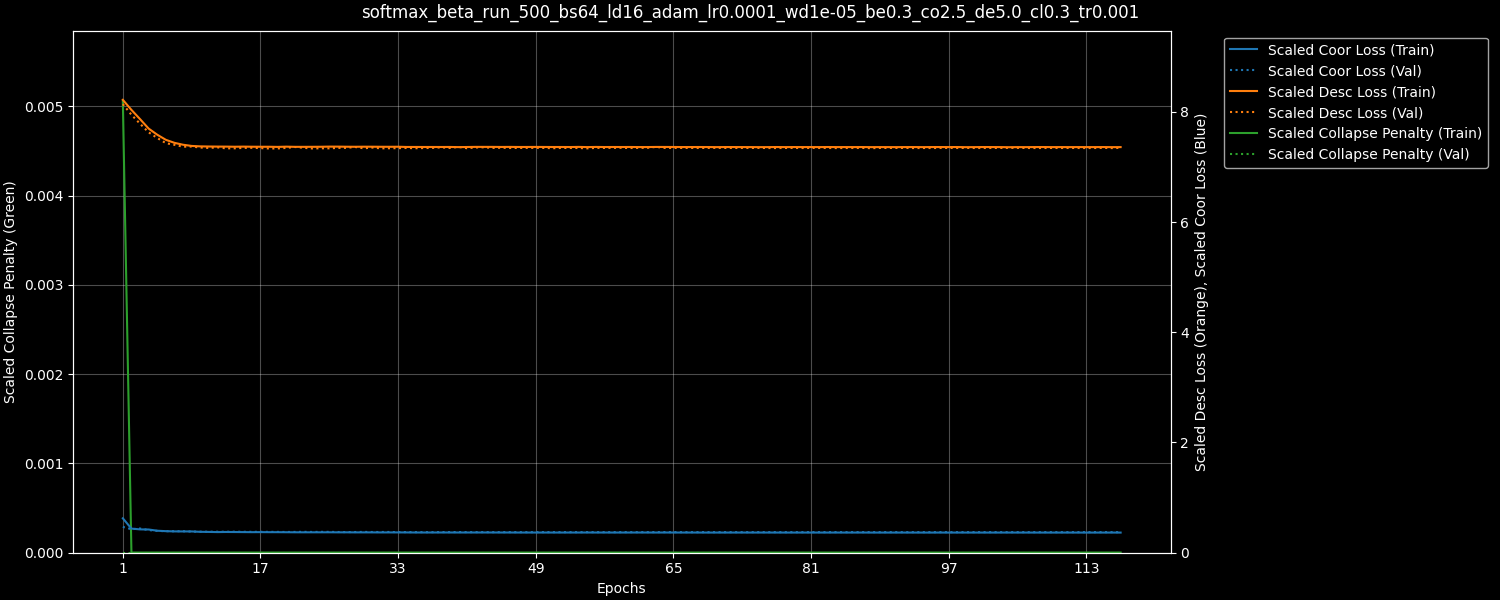 softmax_beta_run_500_bs64_ld16_adam_lr0.0001_wd1e-05_be0.3_co2.5_de5.0_cl0.3_tr0.001
Scaled Coor Loss (Train)
Scaled Coor Loss (Val)
Scaled Desc Loss (Train)
Scaled Desc Loss (Val)
Scaled Collapse Penalty (Train)
Scaled Collapse Penalty (Val)
Scaled Collapse Penalty (Green)
0.005
0.004
0.003
0.002
0.001
0.000
8
6
4
2
0
Scaled Desc Loss (Orange), Scaled Coor Loss (Blue)
1 17 33 49 65 81 97 113
Epochs